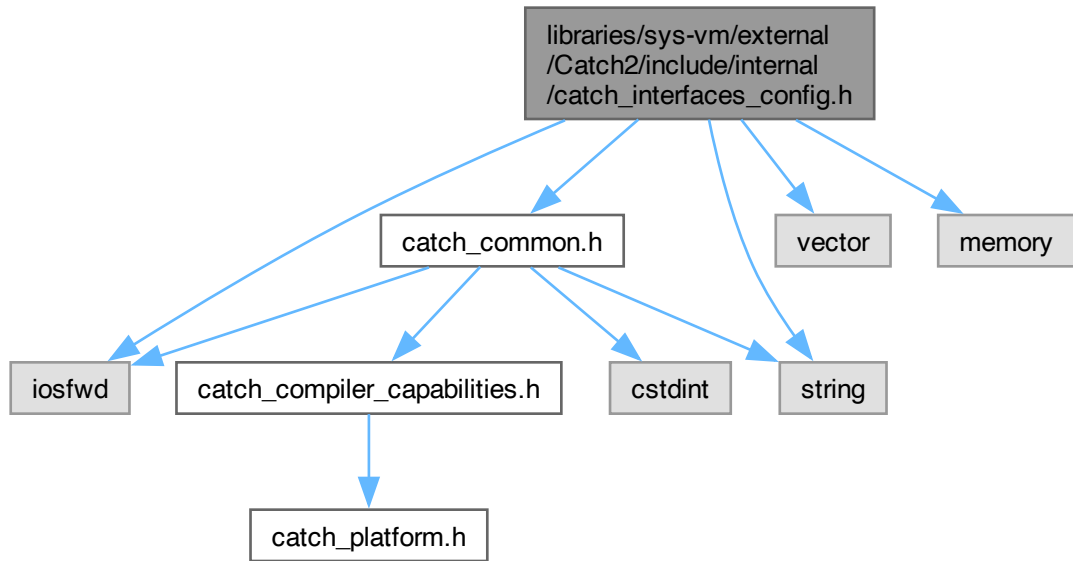 libraries/sys-vm/external
/Catch2/include/internal
/catch_interfaces_config.h
catch_common.h
vector
memory
iosfwd
catch_compiler_capabilities.h
cstdint
string
catch_platform.h